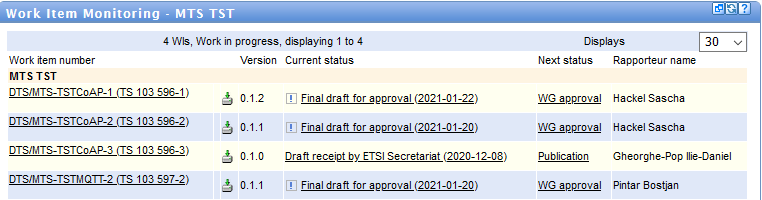 Work Item Monitoring - MTS TST
4 WIs, Work in progress, displaying 1 to 4 Displays 30
Work item number Version Current status Next status Rapporteur name
MTS TST
DTS/MTS-TSTCoAP-1 (TS 103 596-1) 0.1.2 Final draft for approval (2021-01-22) WG approval Hackel Sascha
DTS/MTS-TSTCoAP-2 (TS 103 596-2) 0.1.1 Final draft for approval (2021-01-20) WG approval Hackel Sascha
DTS/MTS-TSTCoAP-3 (TS 103 596-3) 0.1.0 Draft receipt by ETSI Secretariat (2020-12-08) Publication Gheorghe-Pop Ilie-Daniel
DTS/MTS-TSTMQTT-2 (TS 103 597-2) 0.1.1 Final draft for approval (2021-01-20) WG approval Pintar Bostjan